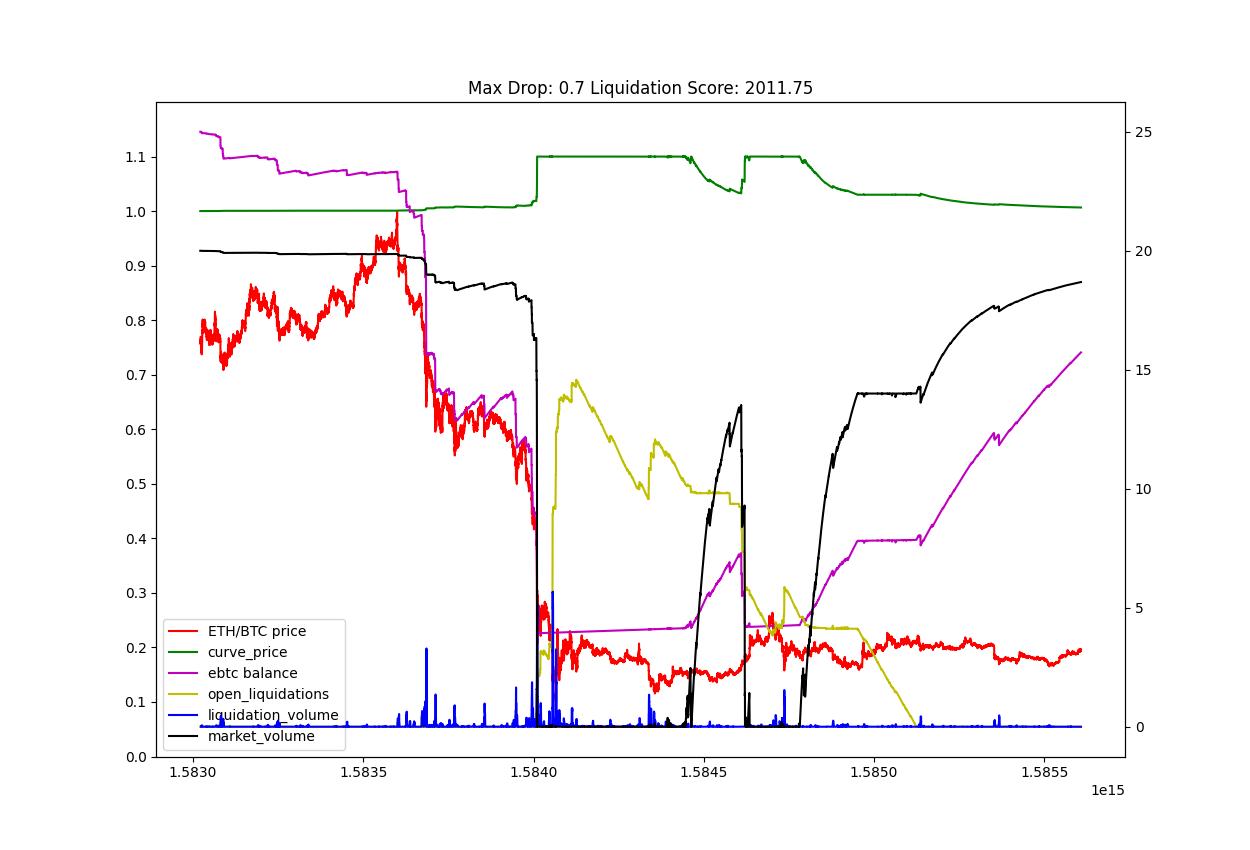 Max Drop: 0.7 Liquidation Score: 2011.75
1.1
1.0
0.9
0.8
0.7
0.6
0.5
0.4
0.3
0.2
0.1
0.0
25
20
15
10
5
0
ETH/BTC price
curve_price
ebtc balance
open_liquidations
liquidation_volume
market_volume
1.5830 1.5835 1.5840 1.5845 1.5850 1.5855
1e15